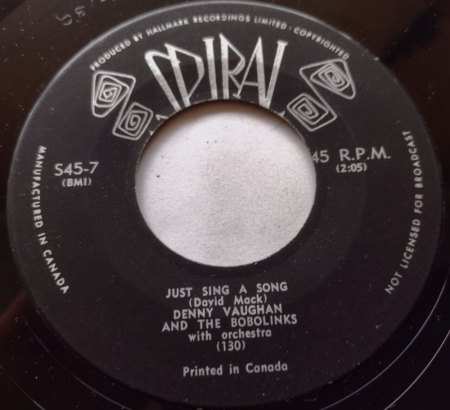 PRODUCED BY HALLMARK RECORDINGS LIMITED · COPYRIGHTED
SPIRAL
S45-7
(BMI)
45 R.P.M.
(2:05)
MANUFACTURED IN CANADA
NOT LICENSED FOR BROADCAST
JUST SING A SONG
(David Mack)
DENNY VAUGHAN
AND THE BOBOLINKS
with orchestra
(130)
Printed in Canada